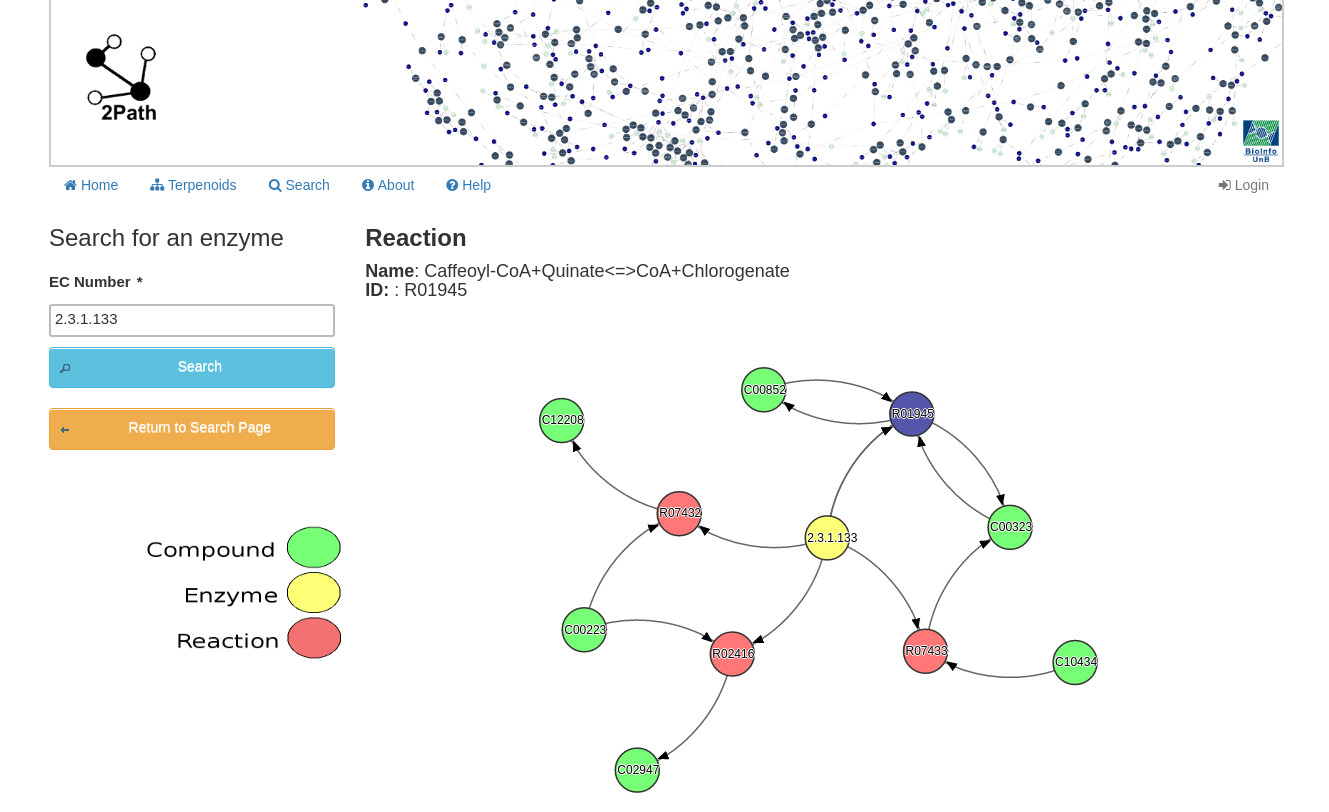 2Path
BioInfo
UnB
Home
Terpenoids
Search
About
Help
Login
Search for an enzyme
EC Number *
2.3.1.133
Search
Return to Search Page
Compound
Enzyme
Reaction
Reaction
Name: Caffeoyl-CoA+Quinate<=>CoA+Chlorogenate
ID: : R01945
C00852
R01945
C12208
R07432
2.3.1.133
C00323
C00223
R02416
R07433
C10434
C02947